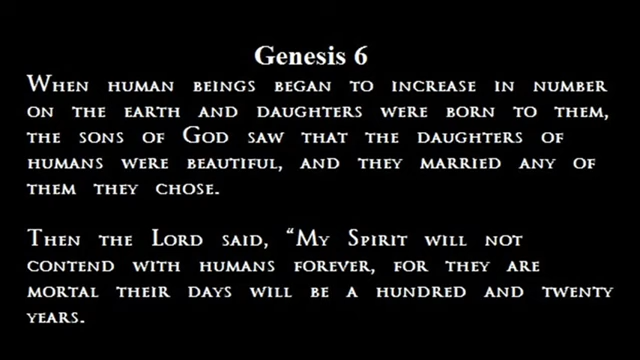 Genesis 6
When human beings began to increase in number
on the earth and daughters were born to them,
the sons of God saw that the daughters of
humans were beautiful, and they married any of
them they chose.
Then the Lord said, “My Spirit will not
contend with humans forever, for they are
mortal their days will be a hundred and twenty
years.